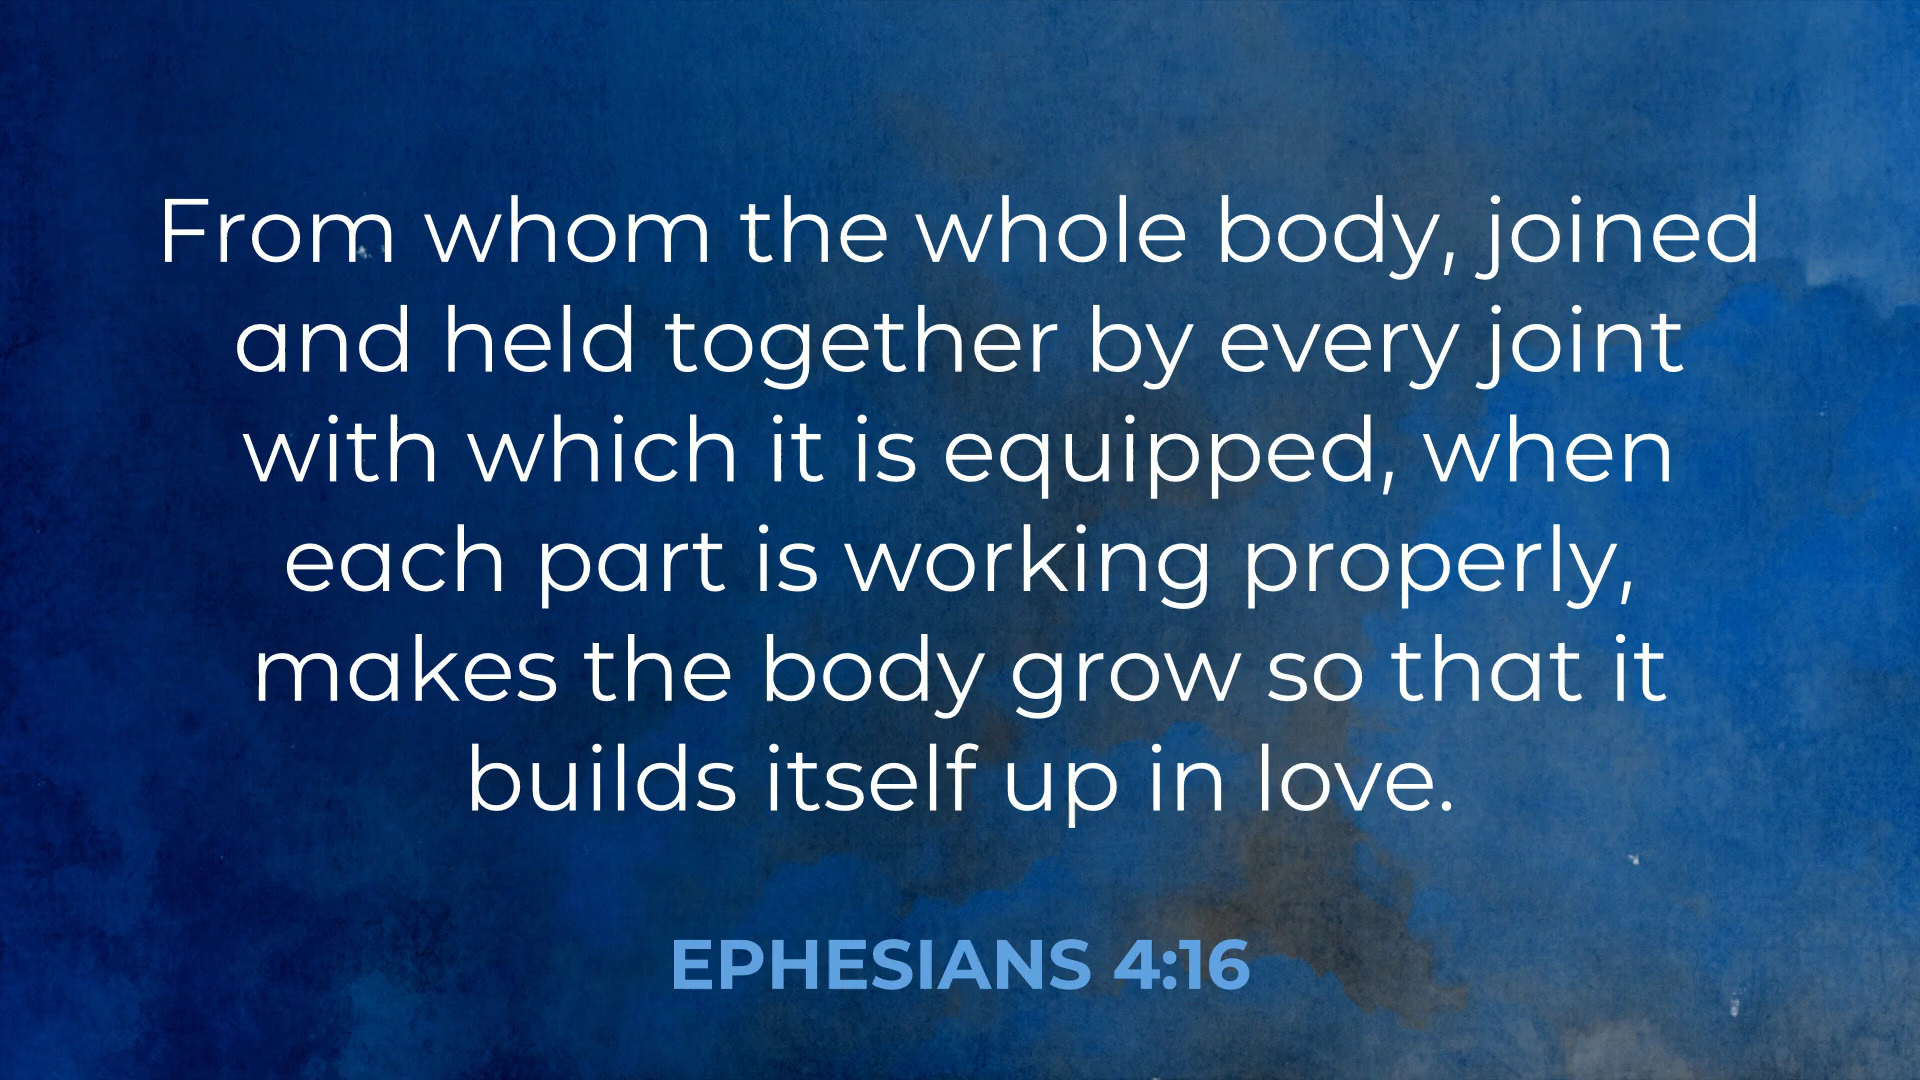 From whom the whole body, joined
and held together by every joint
with which it is equipped, when
each part is working properly,
makes the body grow so that it
builds itself up in love.
EPHESIANS 4:16